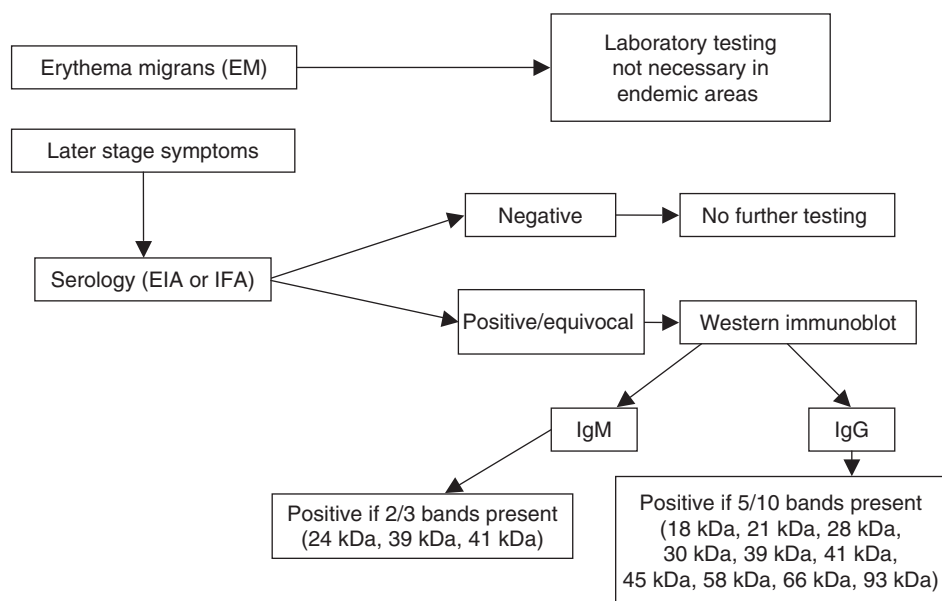 Erythema migrans (EM)
Laboratory testing
not necessary in
endemic areas
Later stage symptoms
Negative
No further testing
Serology (EIA or IFA)
Positive/equivocal
Western immunoblot
IgM
IgG
Positive if 2/3 bands present
(24 kDa, 39 kDa, 41 kDa)
Positive if 5/10 bands present
(18 kDa, 21 kDa, 28 kDa,
30 kDa, 39 kDa, 41 kDa,
45 kDa, 58 kDa, 66 kDa, 93 kDa)